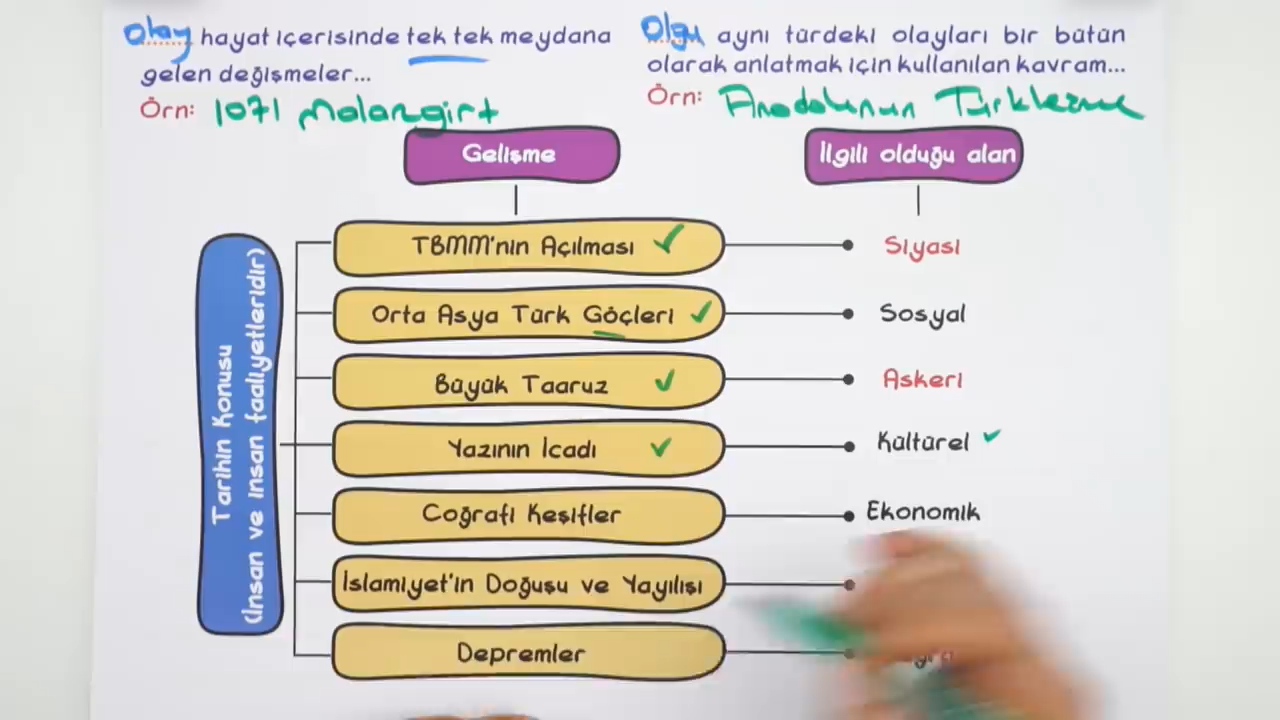 Olay hayat içerisinde tek tek meydana
gelen değişmeler...
Örn: 1071 Malazgirt
Olgu aynı türdeki olayları bir bütün
olarak anlatmak için kullanılan kavram...
Örn: Anadolunun Türkleşme
Gelişme
İlgili olduğu alan
Tarihin Konusu
(İnsan ve insan faaliyetleridir)
TBMM'nin Açılması
Siyasi
Orta Asya Türk Göçleri
Sosyal
Büyük Taaruz
Askeri
Yazının İcadı
Kültürel
Coğrafi Keşifler
Ekonomik
İslamiyet'in Doğuşu ve Yayılışı
Depremler